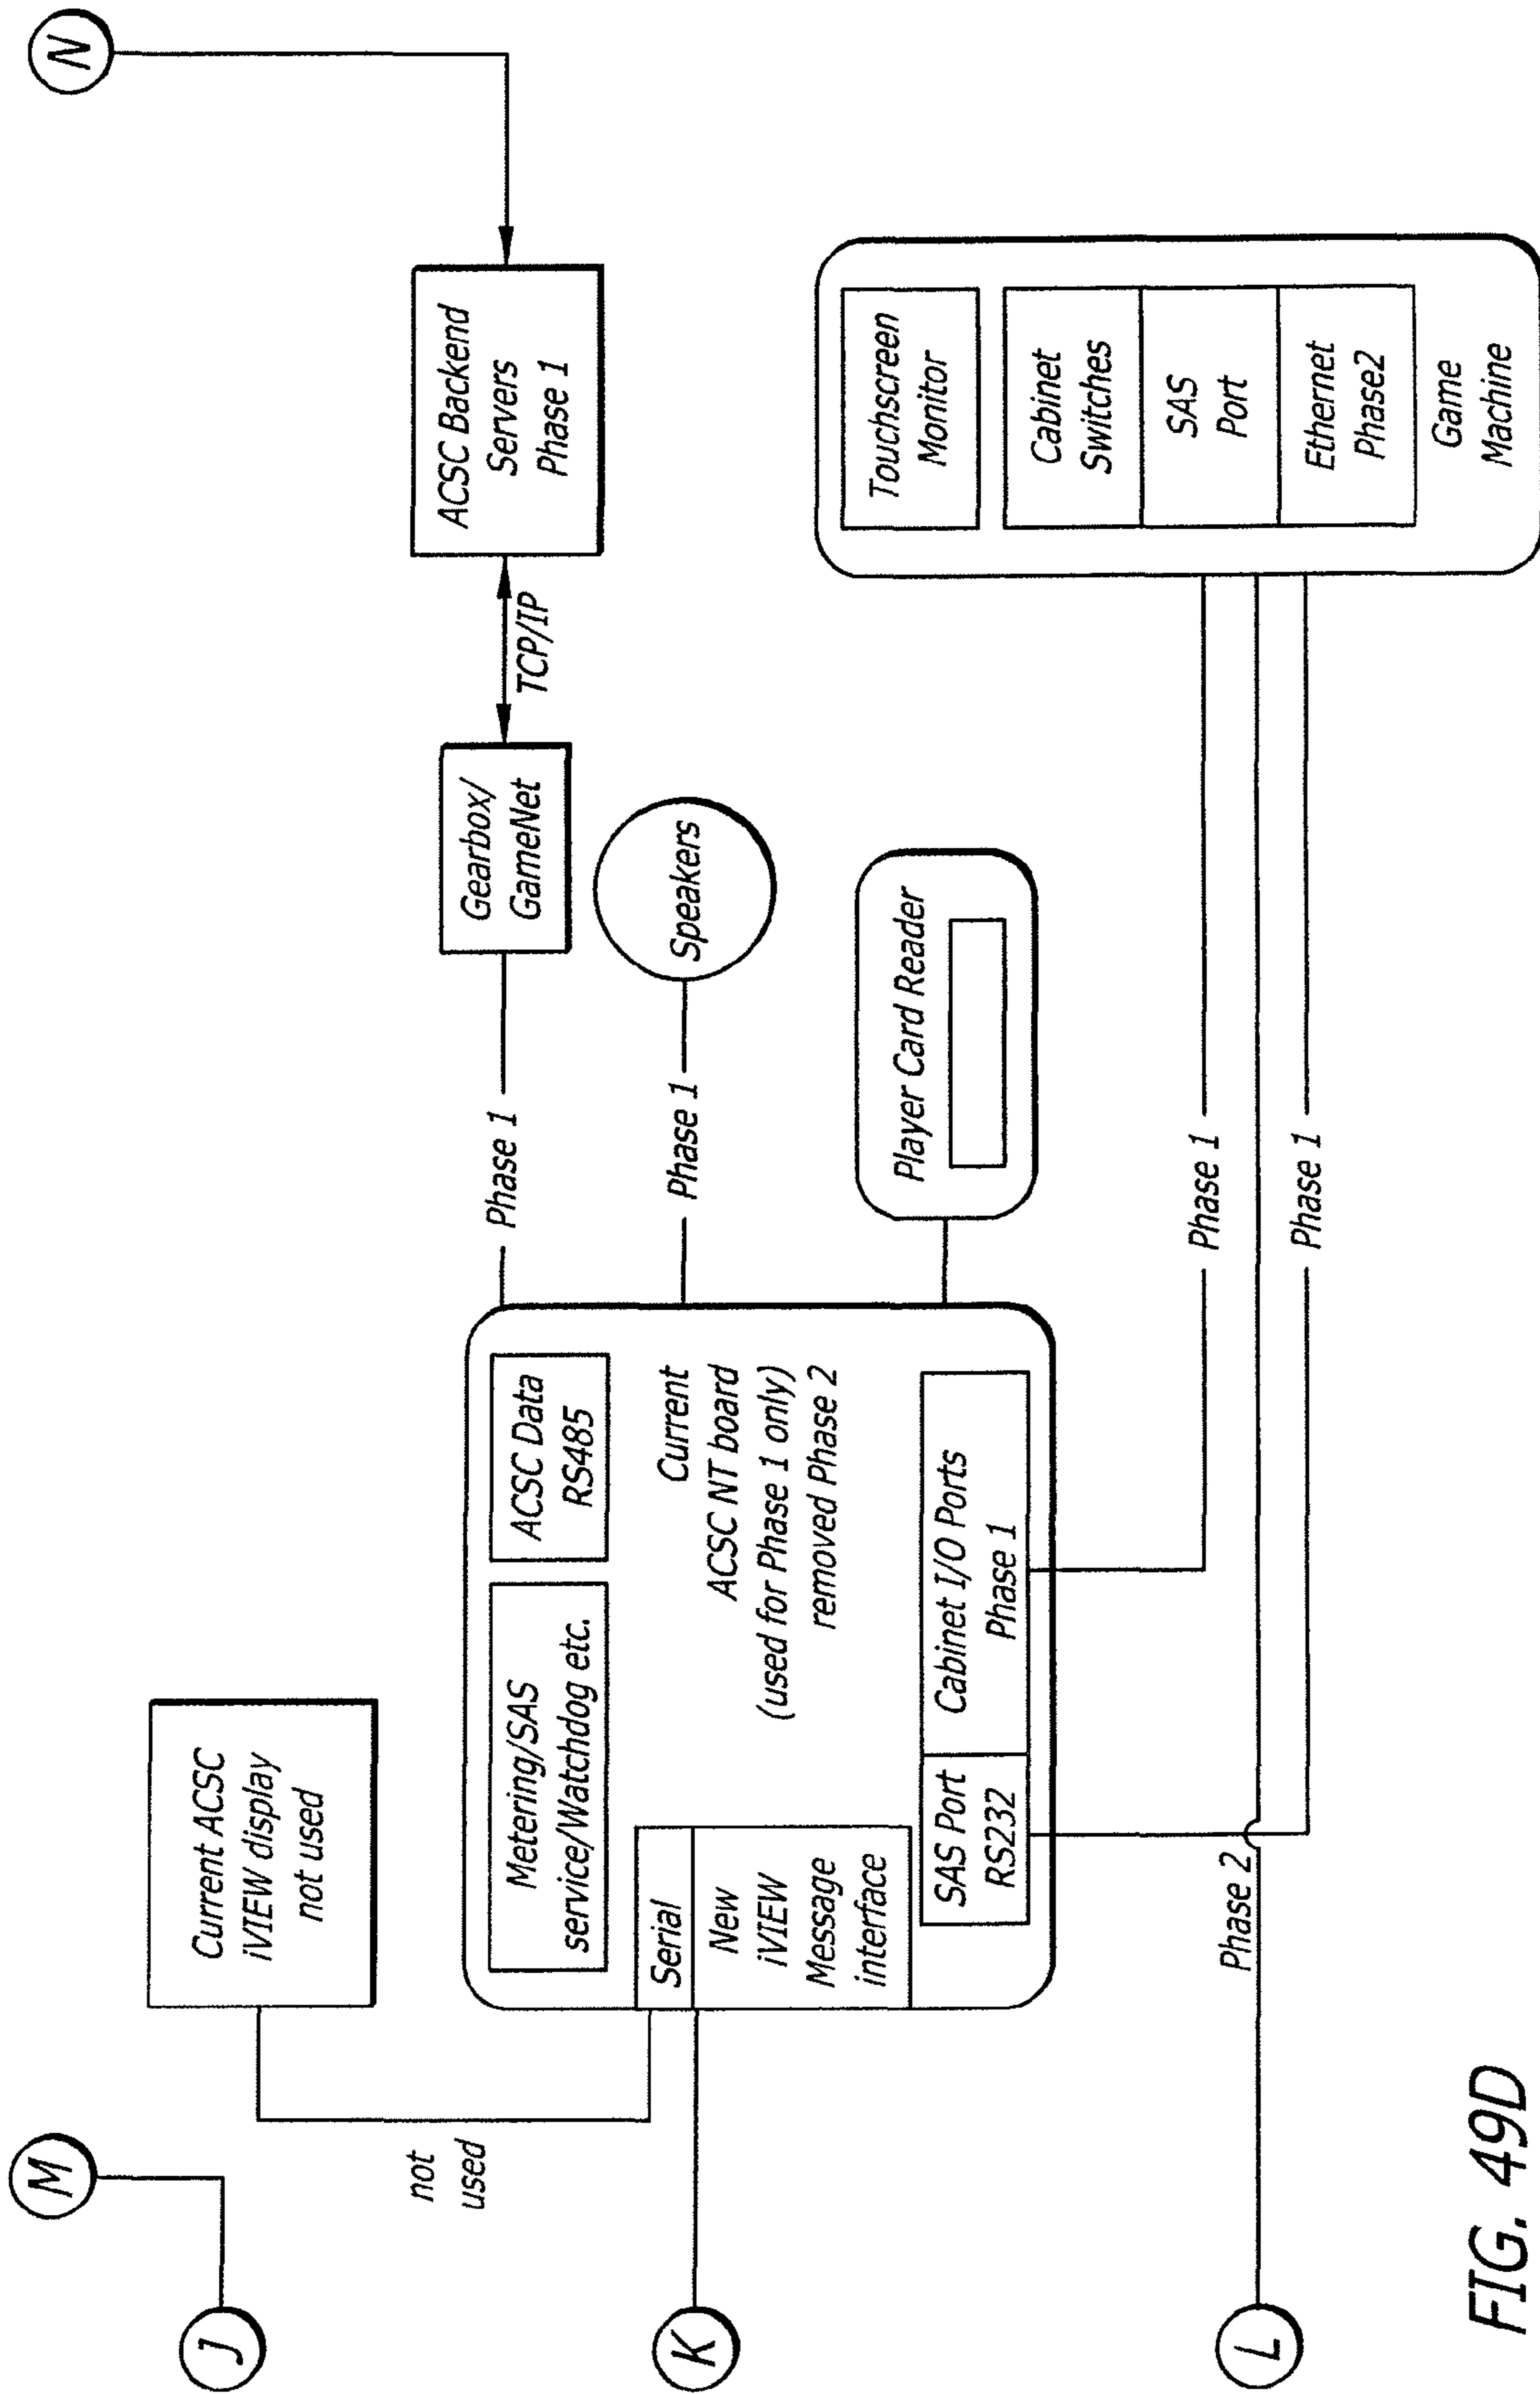 M
N
J
Current ACSC
iVIEW display
not used
not
used
ACSC Backend
Servers
Phase 1
TCP/IP
Gearbox/
GameNet
Phase 1
Speakers
Phase 1
Metering/SAS
service/Watchdog etc.
ACSC Data
RS485
Serial
New
iVIEW
Message
interface
K
Current
ACSC NT board
(used for Phase 1 only)
removed Phase 2
SAS Port
RS232
Cabinet I/O Ports
Phase 1
Player Card Reader
Touchscreen
Monitor
Cabinet
Switches
SAS
Port
Ethernet
Phase2
Game
Machine
Phase 1
Phase 2
Phase 1
L
FIG. 49D